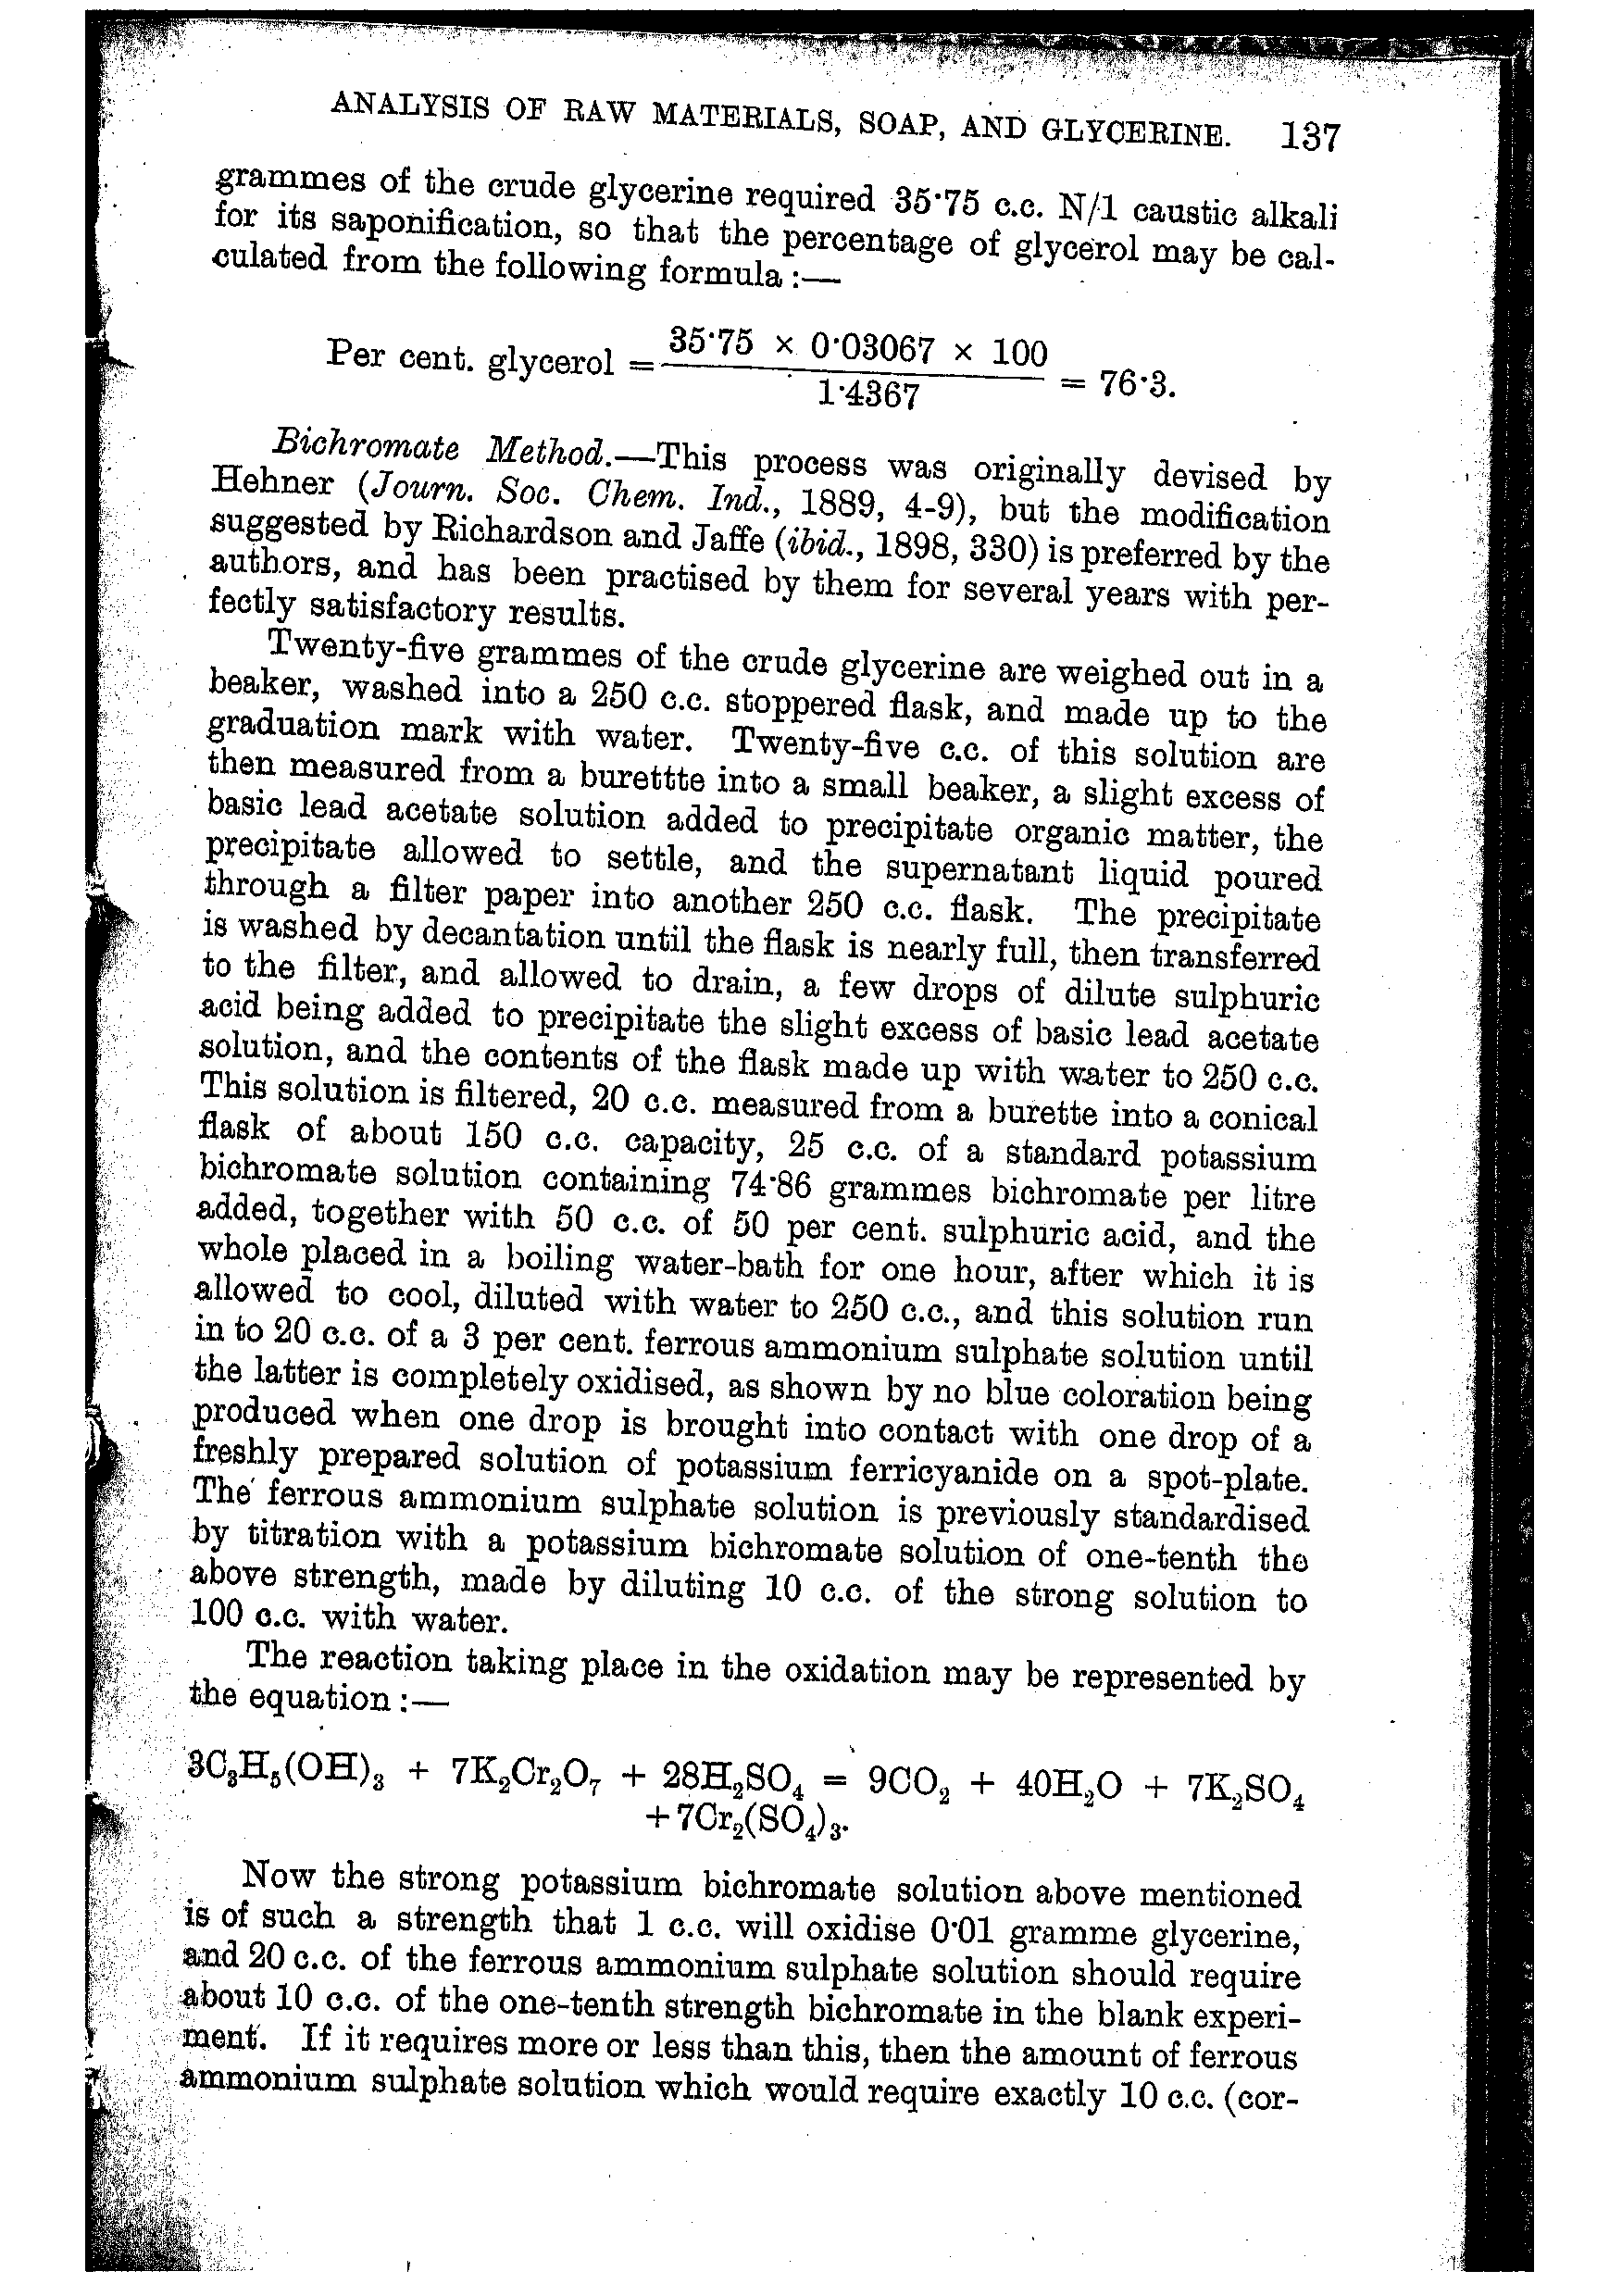 ANALYSIS OF RAW MATERIALS, SOAP, AND GLYCERINE. 137
grammes of the crude glycerine required 35·75 c.c. N/1 caustic alkali
for its saponification, so that the percentage of glycerol may be cal-
culated from the following formula :—
Per cent. glycerol = 35·75 × 0·03067 × 100 / 1·4367 = 76·3.
Bichromate Method.—This process was originally devised by
Hehner (Journ. Soc. Chem. Ind., 1889, 4-9), but the modification
suggested by Richardson and Jaffe (ibid., 1898, 330) is preferred by the
authors, and has been practised by them for several years with per-
fectly satisfactory results.
Twenty-five grammes of the crude glycerine are weighed out in a
beaker, washed into a 250 c.c. stoppered flask, and made up to the
graduation mark with water. Twenty-five c.c. of this solution are
then measured from a burettte into a small beaker, a slight excess of
basic lead acetate solution added to precipitate organic matter, the
precipitate allowed to settle, and the supernatant liquid poured
through a filter paper into another 250 c.c. flask. The precipitate
is washed by decantation until the flask is nearly full, then transferred
to the filter, and allowed to drain, a few drops of dilute sulphuric
acid being added to precipitate the slight excess of basic lead acetate
solution, and the contents of the flask made up with water to 250 c.c.
This solution is filtered, 20 c.c. measured from a burette into a conical
flask of about 150 c.c. capacity, 25 c.c. of a standard potassium
bichromate solution containing 74·86 grammes bichromate per litre
added, together with 50 c.c. of 50 per cent. sulphuric acid, and the
whole placed in a boiling water-bath for one hour, after which it is
allowed to cool, diluted with water to 250 c.c., and this solution run
in to 20 c.c. of a 3 per cent. ferrous ammonium sulphate solution until
the latter is completely oxidised, as shown by no blue coloration being
produced when one drop is brought into contact with one drop of a
freshly prepared solution of potassium ferricyanide on a spot-plate.
The ferrous ammonium sulphate solution is previously standardised
by titration with a potassium bichromate solution of one-tenth the
above strength, made by diluting 10 c.c. of the strong solution to
100 c.c. with water.
The reaction taking place in the oxidation may be represented by
the equation :—
3C₃H₅(OH)₃ + 7K₂Cr₂O₇ + 28H₂SO₄ = 9CO₂ + 40H₂O + 7K₂SO₄
+ 7Cr₂(SO₄)₃.
Now the strong potassium bichromate solution above mentioned
is of such a strength that 1 c.c. will oxidise 0·01 gramme glycerine,
and 20 c.c. of the ferrous ammonium sulphate solution should require
about 10 c.c. of the one-tenth strength bichromate in the blank experi-
ment. If it requires more or less than this, then the amount of ferrous
ammonium sulphate solution which would require exactly 10 c.c. (cor-